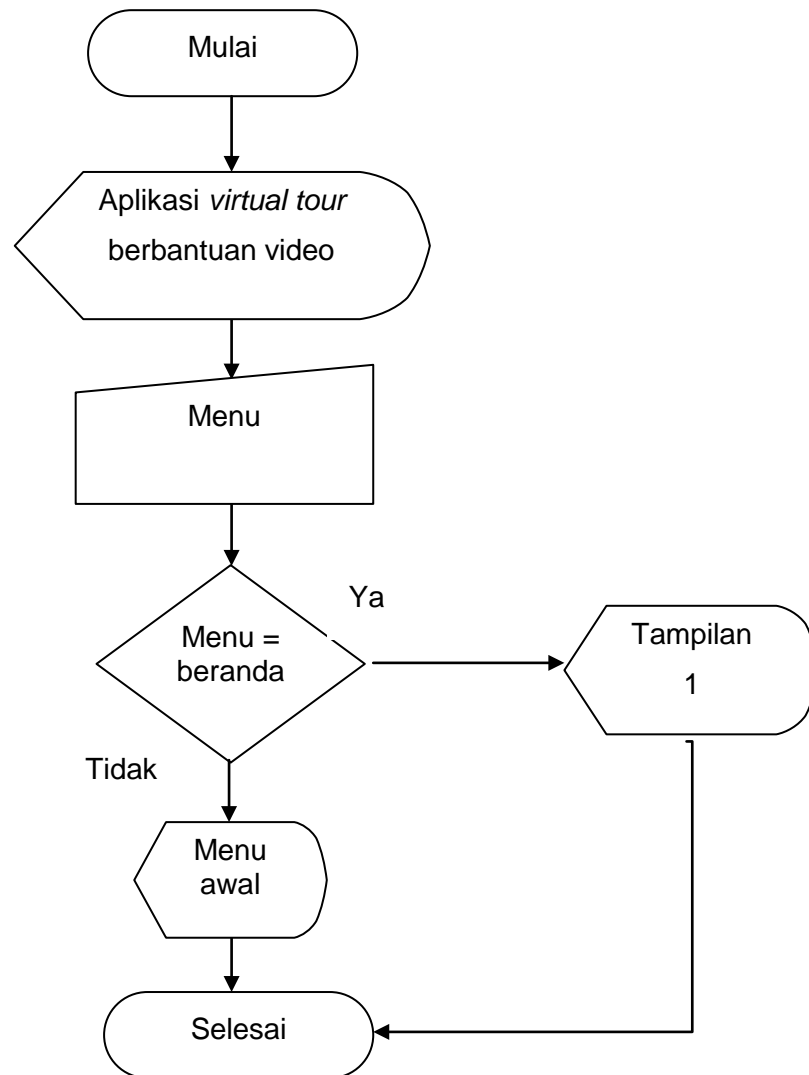 Mulai
Aplikasi virtual tour
berbantuan video
Menu
Ya
Menu =
beranda
Tampilan
1
Tidak
Menu
awal
Selesai